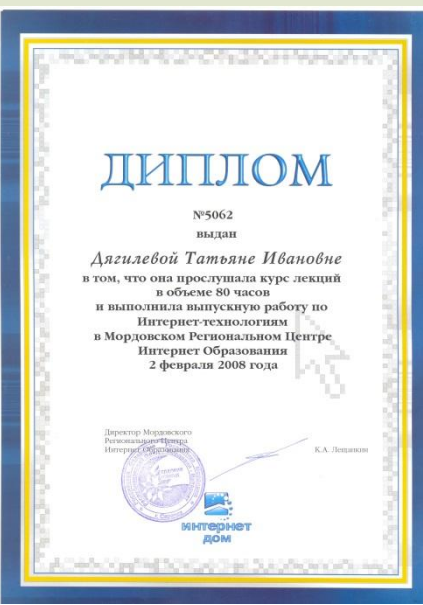 ДИПЛОМ
№5062
выдан
Дягилевой Татьяне Ивановне
в том, что она прослушала курс лекций
в объеме 80 часов
и выполнила выпускную работу по
Интернет-технологиям
в Мордовском Региональном Центре
Интернет Образования
2 февраля 2008 года
Директор Мордовского
Регионального Центра
Интернет Образования
К.А. Лещанкин
интернет
дом